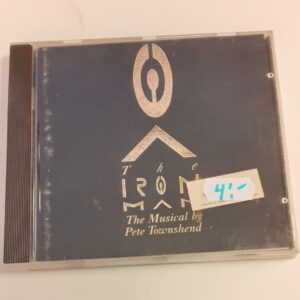 The
IRON
MAN
The Musical by
Pete Townshend
4:-